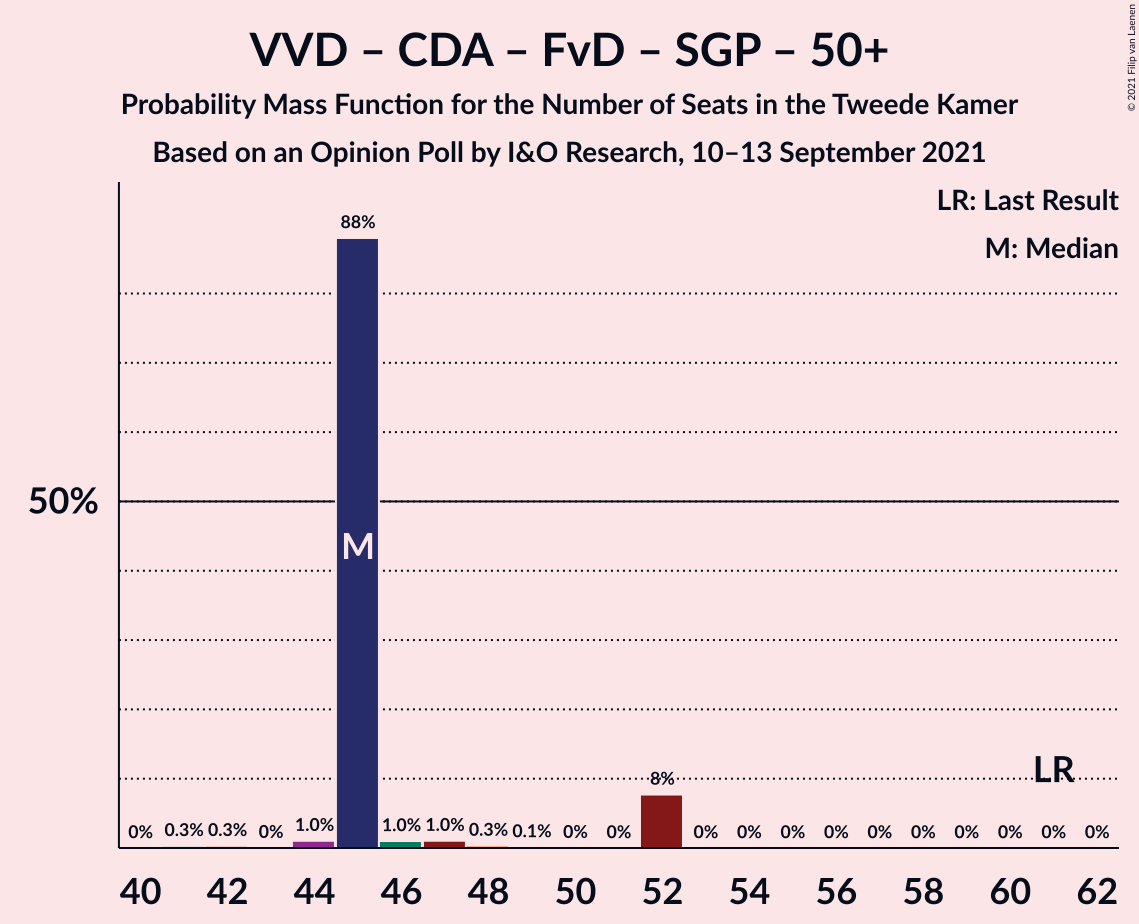 VVD – CDA – FvD – SGP – 50+
Probability Mass Function for the Number of Seats in the Tweede Kamer
Based on an Opinion Poll by I&O Research, 10–13 September 2021
© 2021 Filip van Laenen
LR: Last Result
M: Median
88%
50%
M
LR
8%
0% 0.3% 0.3% 0% 1.0% 1.0% 1.0% 0.3% 0.1% 0% 0% 0% 0% 0% 0% 0% 0% 0% 0% 0%
40 42 44 46 48 50 52 54 56 58 60 62